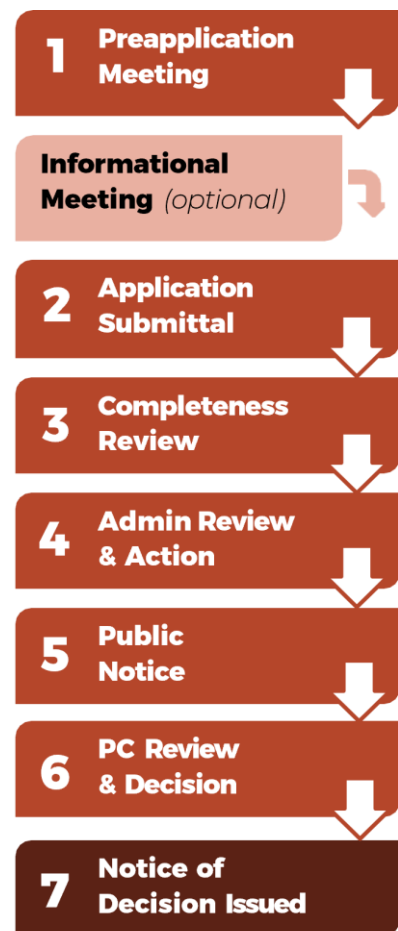 1 Preapplication
Meeting
Informational
Meeting (optional)
2 Application
Submittal
3 Completeness
Review
4 Admin Review
& Action
5 Public
Notice
6 PC Review
& Decision
7 Notice of
Decision Issued